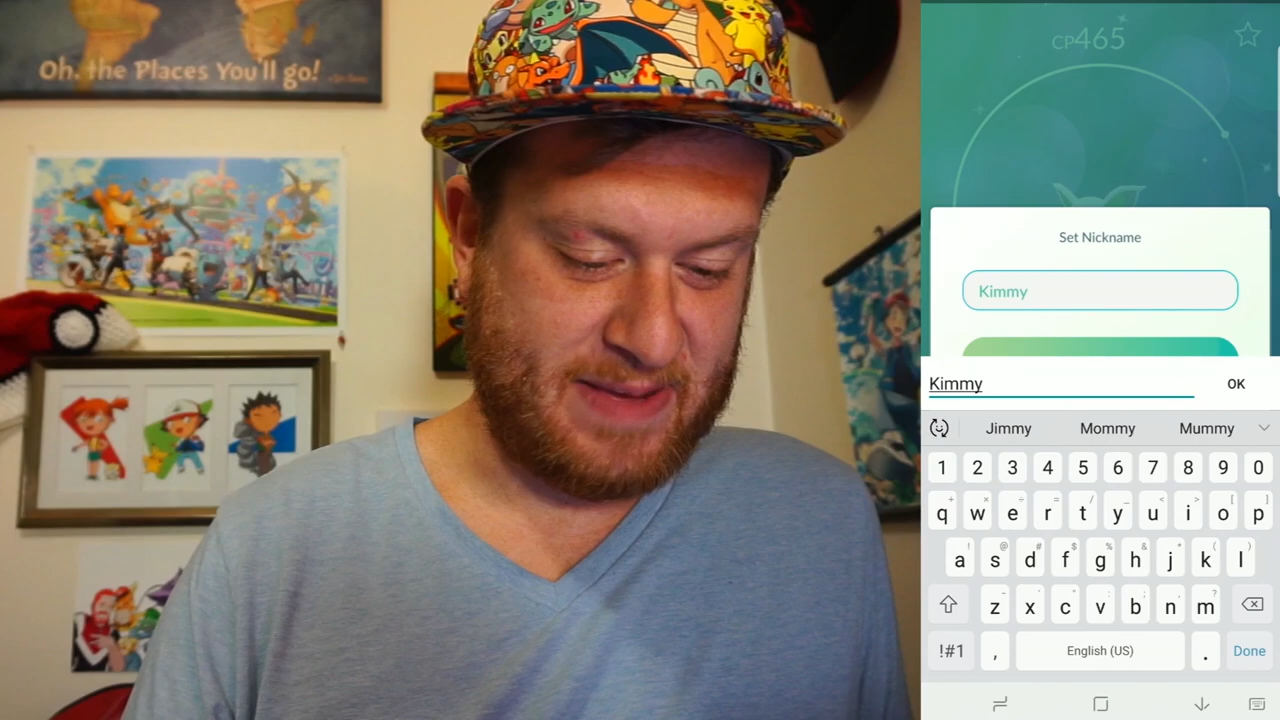 Oh, the Places You'll go!
CP465
Set Nickname
Kimmy
Kimmy
OK
Jimmy Mommy Mummy
1 2 3 4 5 6 7 8 9 0
q w e r t y u i o p
a s d f g h j k l
z x c v b n m
!#1 , English (US) . Done